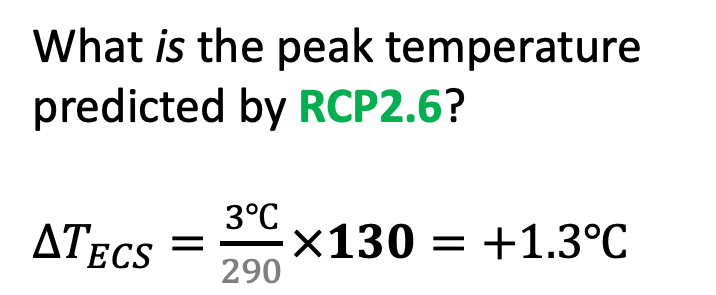 What is the peak temperature
predicted by RCP2.6?
ΔT_ECS = 3°C/290 ×130 = +1.3°C